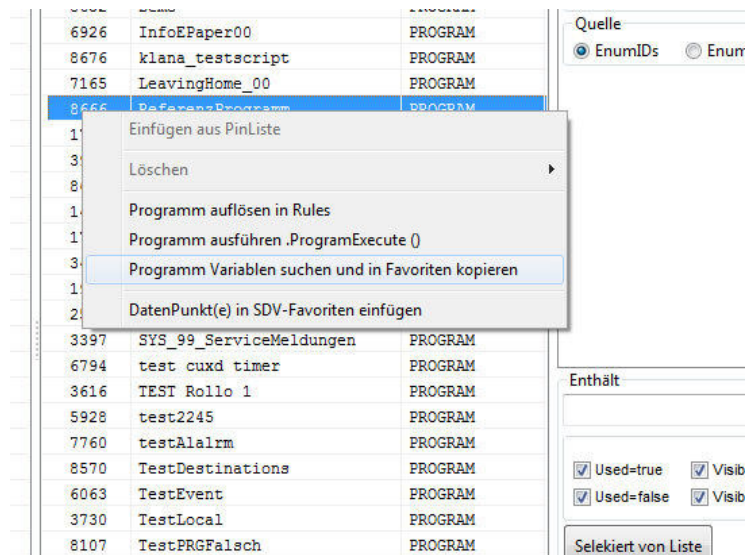 6926 InfoEPaper00 PROGRAM
8676 klana_testscript PROGRAM
7165 LeavingHome_00 PROGRAM
8666 ReferenzProgramm PROGRAM
Einfügen aus PinListe
Löschen
Programm auflösen in Rules
Programm ausführen .ProgramExecute ()
Programm Variablen suchen und in Favoriten kopieren
DatenPunkt(e) in SDV-Favoriten einfügen
3397 SYS_99_ServiceMeldungen PROGRAM
6794 test cuxd timer PROGRAM
3616 TEST Rollo 1 PROGRAM
5928 test2245 PROGRAM
7760 testAlalrm PROGRAM
8570 TestDestinations PROGRAM
6063 TestEvent PROGRAM
3730 TestLocal PROGRAM
8107 TestPRGFalsch PROGRAM
Quelle
EnumIDs Enum
Enthält
Used=true Visib
Used=false Visib
Selekiert von Liste